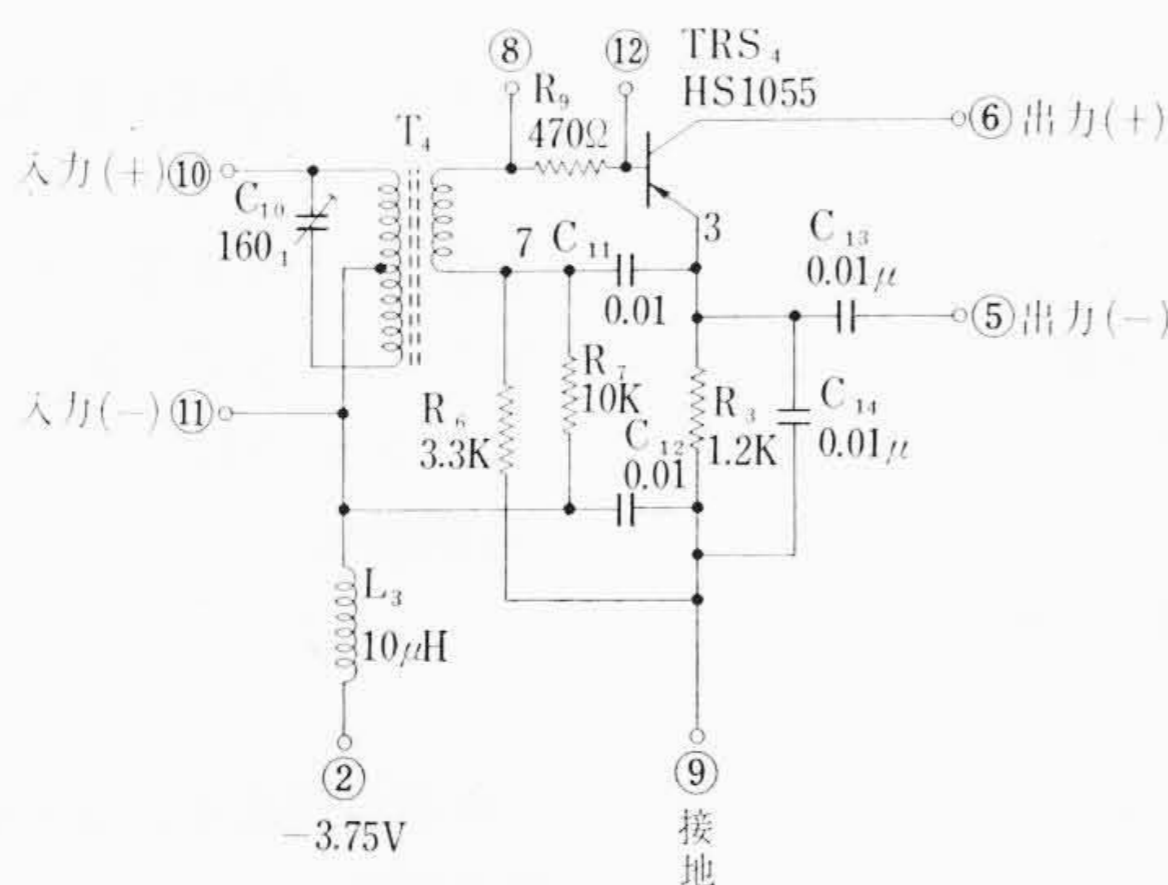 ⑧
⑫
TRS₄
HS1055
R₉
470Ω
T₄
⑥出力(+)
入力(+)⑩
C₁₀
160
7
C₁₁
0.01
3
C₁₃
0.01μ
⑤出力(-)
入力(-)⑪
R₆
3.3K
R₇
10K
C₁₂
0.01
R₃
1.2K
C₁₄
0.01μ
L₃
10μH
②
-3.75V
⑨
接
地